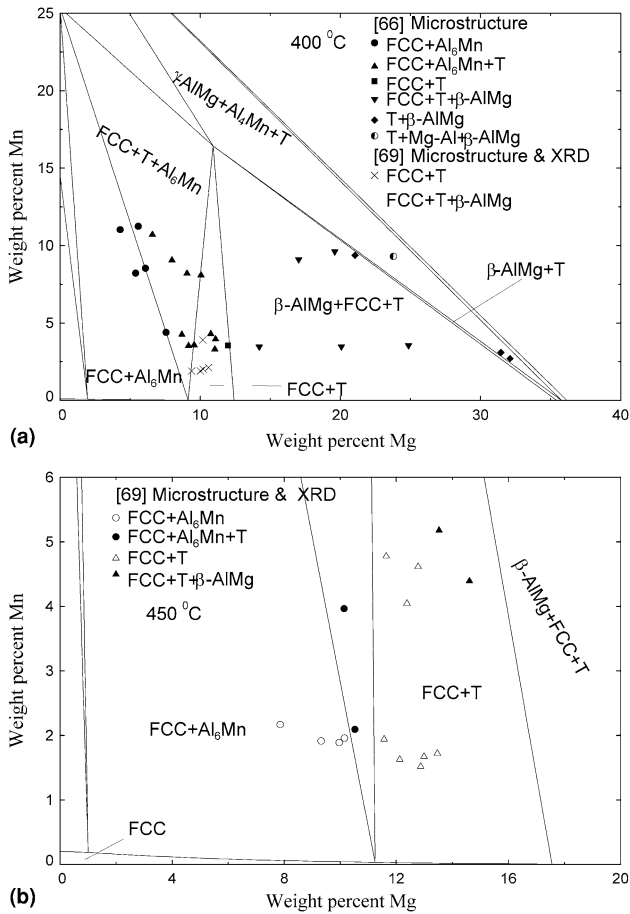 25
20
15
10
5
0
Weight percent Mn
400 ⁰C
[66] Microstructure
FCC+Al₆Mn
FCC+Al₆Mn+T
FCC+T
FCC+T+β-AlMg
T+β-AlMg
T+Mg-Al+β-AlMg
[69] Microstructure & XRD
FCC+T
FCC+T+β-AlMg
γ-AlMg+Al₄Mn+T
FCC+T+Al₆Mn
β-AlMg+T
β-AlMg+FCC+T
FCC+Al₆Mn
FCC+T
0 10 20 30 40
(a)
Weight percent Mg
6
5
4
3
2
1
0
Weight percent Mn
[69] Microstructure & XRD
FCC+Al₆Mn
FCC+Al₆Mn+T
FCC+T
FCC+T+β-AlMg
450 ⁰C
β-AlMg+FCC+T
FCC+T
FCC+Al₆Mn
FCC
0 4 8 12 16 20
(b)
Weight percent Mg